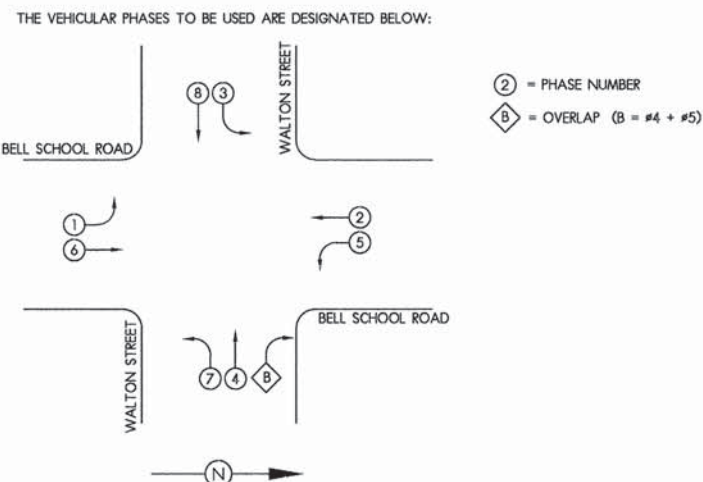 THE VEHICULAR PHASES TO BE USED ARE DESIGNATED BELOW:
WALTON STREET
8 3
2 = PHASE NUMBER
B = OVERLAP (B = ø4 + ø5)
BELL SCHOOL ROAD
1
2
6
5
BELL SCHOOL ROAD
WALTON STREET
7 4 B
N